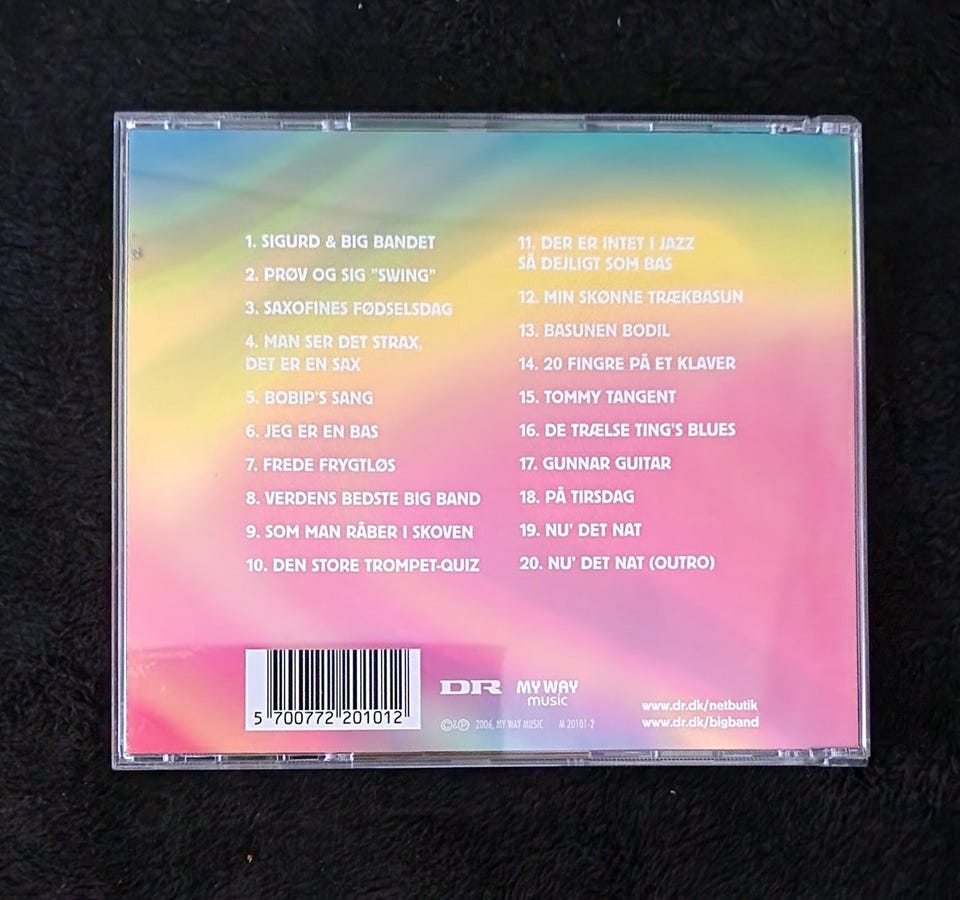 1. SIGURD & BIG BANDET
2. PRØV OG SIG "SWING"
3. SAXOFINES FØDSELSDAG
4. MAN SER DET STRAX,
DET ER EN SAX
5. BOBIP'S SANG
6. JEG ER EN BAS
7. FREDE FRYGTLØS
8. VERDENS BEDSTE BIG BAND
9. SOM MAN RÅBER I SKOVEN
10. DEN STORE TROMPET-QUIZ
11. DER ER INTET I JAZZ
SÅ DEJLIGT SOM BAS
12. MIN SKØNNE TRÆKBASUN
13. BASUNEN BODIL
14. 20 FINGRE PÅ ET KLAVER
15. TOMMY TANGENT
16. DE TRÆLSE TING'S BLUES
17. GUNNAR GUITAR
18. PÅ TIRSDAG
19. NU' DET NAT
20. NU' DET NAT (OUTRO)
5 700772 201012
DR
MY WAY
music
©&℗ 2006, MY WAY MUSIC M 20101-2
www.dr.dk/netbutik
www.dr.dk/bigband